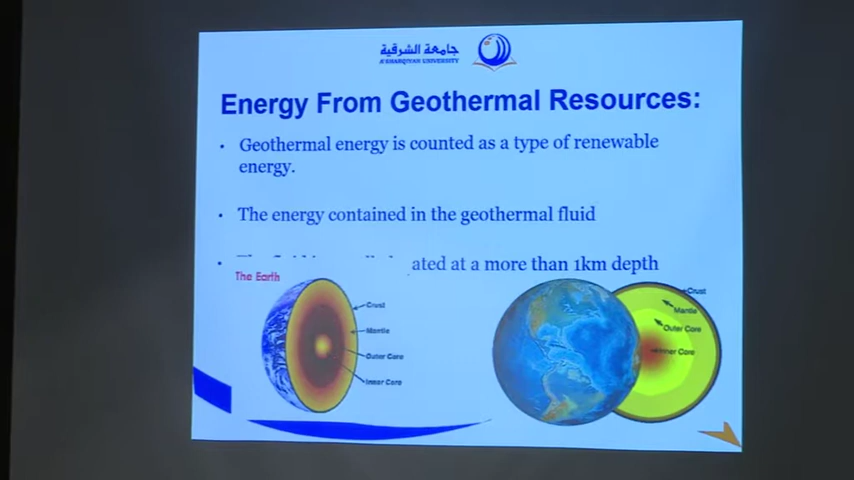 جامعة الشرقية
A'SHARQIYAH UNIVERSITY
Energy From Geothermal Resources:
• Geothermal energy is counted as a type of renewable
energy.
• The energy contained in the geothermal fluid
• ated at a more than 1km depth
The Earth
Crust
Mantle
Outer Core
Inner Core
Crust
Mantle
Outer Core
Inner Core